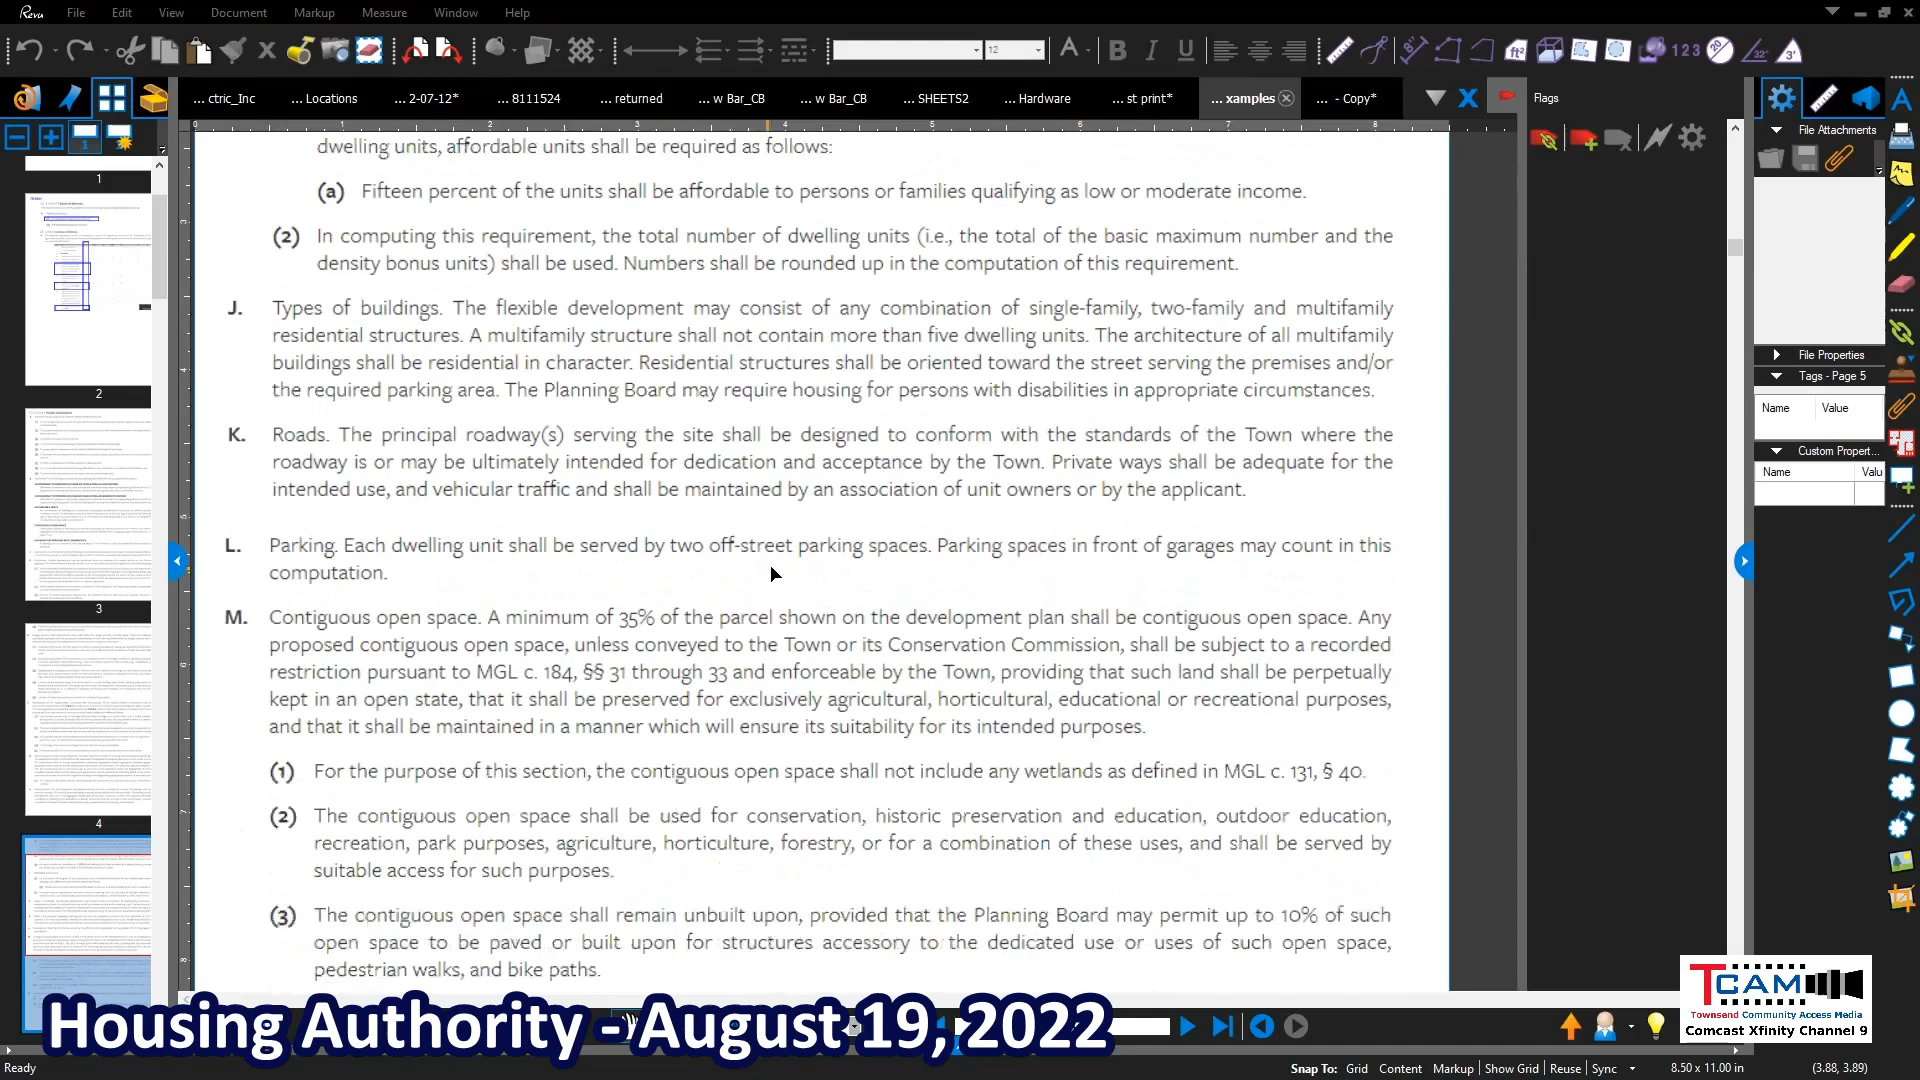 Revu File Edit View Document Markup Measure Window Help
12 A B I U ft² 123 20 32° 3'
... ctric_Inc ... Locations ... 2-07-12* ... 8111524 ... returned ... w Bar_CB ... w Bar_CB ... SHEETS2 ... Hardware ... st print* ... xamples ... - Copy* Flags
0 1 2 3 4 5 6 7 8
File Attachments
File Properties
Tags - Page 5
Name Value
Custom Propert...
Name Valu
1
2
3
4
dwelling units, affordable units shall be required as follows:
(a) Fifteen percent of the units shall be affordable to persons or families qualifying as low or moderate income.
(2) In computing this requirement, the total number of dwelling units (i.e., the total of the basic maximum number and the
density bonus units) shall be used. Numbers shall be rounded up in the computation of this requirement.
J. Types of buildings. The flexible development may consist of any combination of single-family, two-family and multifamily
residential structures. A multifamily structure shall not contain more than five dwelling units. The architecture of all multifamily
buildings shall be residential in character. Residential structures shall be oriented toward the street serving the premises and/or
the required parking area. The Planning Board may require housing for persons with disabilities in appropriate circumstances.
K. Roads. The principal roadway(s) serving the site shall be designed to conform with the standards of the Town where the
roadway is or may be ultimately intended for dedication and acceptance by the Town. Private ways shall be adequate for the
intended use, and vehicular traffic and shall be maintained by an association of unit owners or by the applicant.
L. Parking. Each dwelling unit shall be served by two off-street parking spaces. Parking spaces in front of garages may count in this
computation.
M. Contiguous open space. A minimum of 35% of the parcel shown on the development plan shall be contiguous open space. Any
proposed contiguous open space, unless conveyed to the Town or its Conservation Commission, shall be subject to a recorded
restriction pursuant to MGL c. 184, §§ 31 through 33 and enforceable by the Town, providing that such land shall be perpetually
kept in an open state, that it shall be preserved for exclusively agricultural, horticultural, educational or recreational purposes,
and that it shall be maintained in a manner which will ensure its suitability for its intended purposes.
(1) For the purpose of this section, the contiguous open space shall not include any wetlands as defined in MGL c. 131, § 40.
(2) The contiguous open space shall be used for conservation, historic preservation and education, outdoor education,
recreation, park purposes, agriculture, horticulture, forestry, or for a combination of these uses, and shall be served by
suitable access for such purposes.
(3) The contiguous open space shall remain unbuilt upon, provided that the Planning Board may permit up to 10% of such
open space to be paved or built upon for structures accessory to the dedicated use or uses of such open space,
pedestrian walks, and bike paths.
Housing Authority - August 19, 2022
TCAM
Townsend Community Access Media
Comcast Xfinity Channel 9
Ready Snap To: Grid Content Markup Show Grid Reuse Sync 8.50 x 11.00 in (3.88, 3.89)